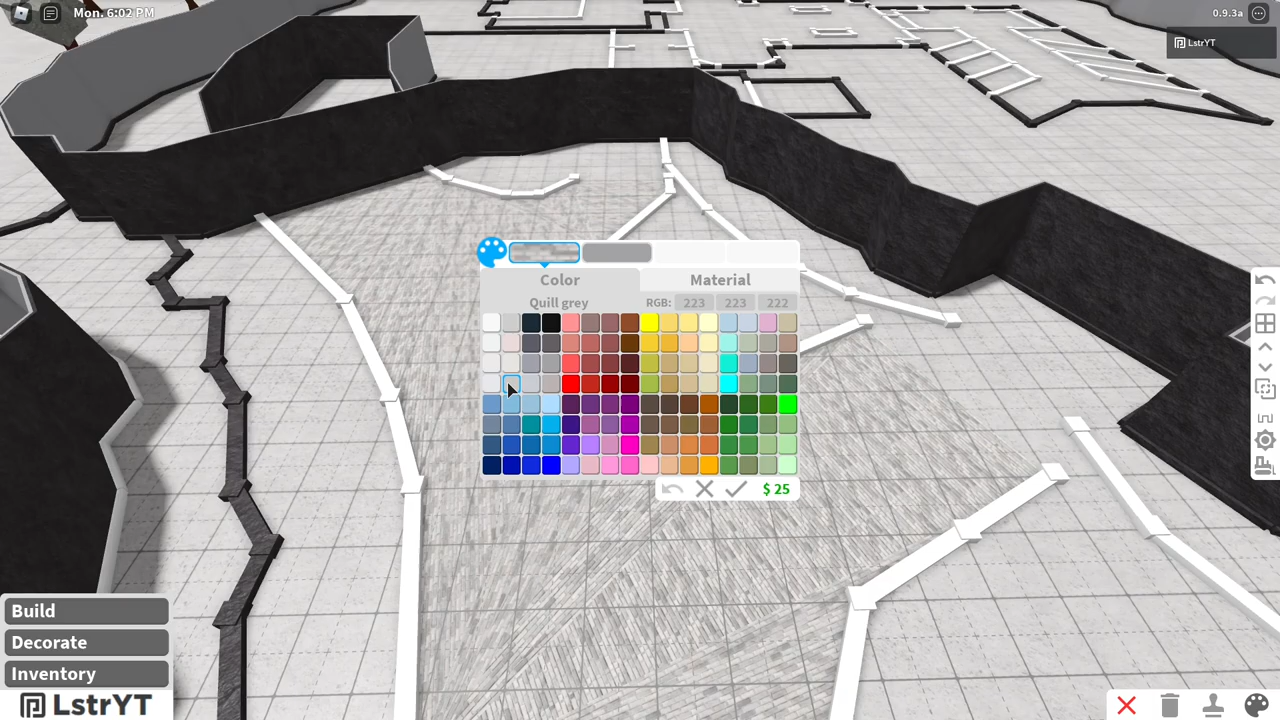 Mon. 6:02 PM
0.9.3a
LstrYT
Color
Material
Quill grey
RGB: 223 223 222
$ 25
Build
Decorate
Inventory
LstrYT